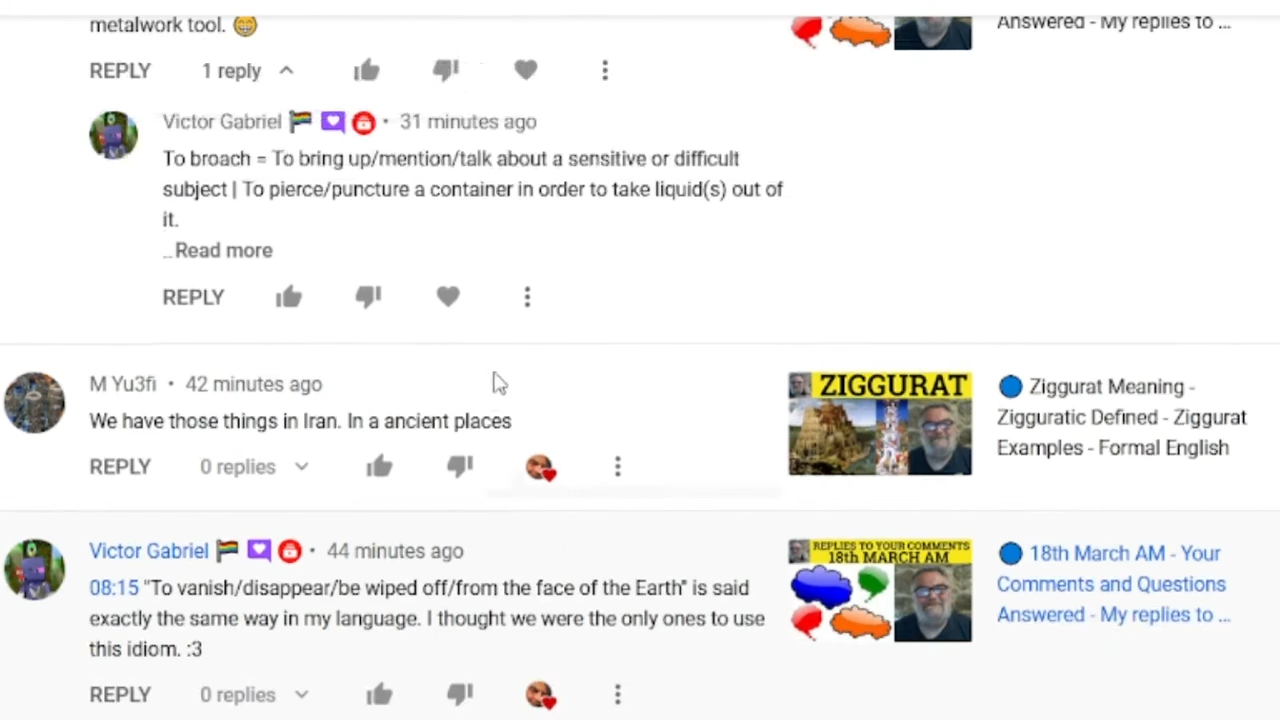 metalwork tool.
Answered - My replies to ...
REPLY 1 reply
Victor Gabriel • 31 minutes ago
To broach = To bring up/mention/talk about a sensitive or difficult
subject | To pierce/puncture a container in order to take liquid(s) out of
it.
...Read more
REPLY
M Yu3fi • 42 minutes ago
We have those things in Iran. In a ancient places
REPLY 0 replies
ZIGGURAT
Ziggurat Meaning -
Zigguratic Defined - Ziggurat
Examples - Formal English
Victor Gabriel • 44 minutes ago
08:15 "To vanish/disappear/be wiped off/from the face of the Earth" is said
exactly the same way in my language. I thought we were the only ones to use
this idiom. :3
REPLY 0 replies
REPLIES TO YOUR COMMENTS
18th MARCH AM
18th March AM - Your
Comments and Questions
Answered - My replies to ...